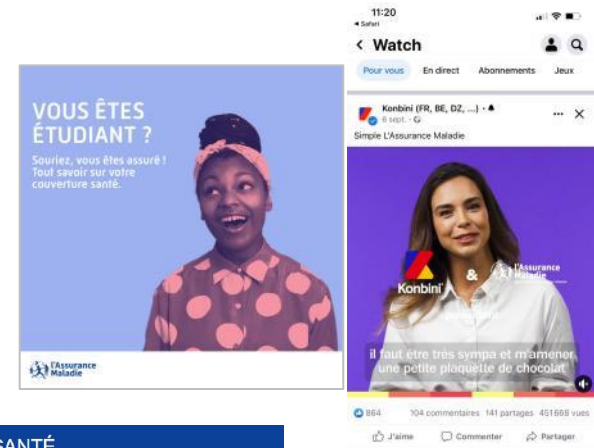 VOUS ÊTES
ÉTUDIANT ?
Souriez, vous êtes assuré !
Tout savoir sur votre
couverture santé.
l'Assurance
Maladie
11:20
Safari
Watch
Pour vous En direct Abonnements Jeux
Konbini (FR, BE, DZ, ...)
6 sept.
Simple L'Assurance Maladie
Konbini & l'Assurance
Maladie
il faut être très sympa et m'amener
une petite plaquette de chocolat
864 104 commentaires 141 partages 451 668 vues
J'aime Commenter Partager
SANTÉ